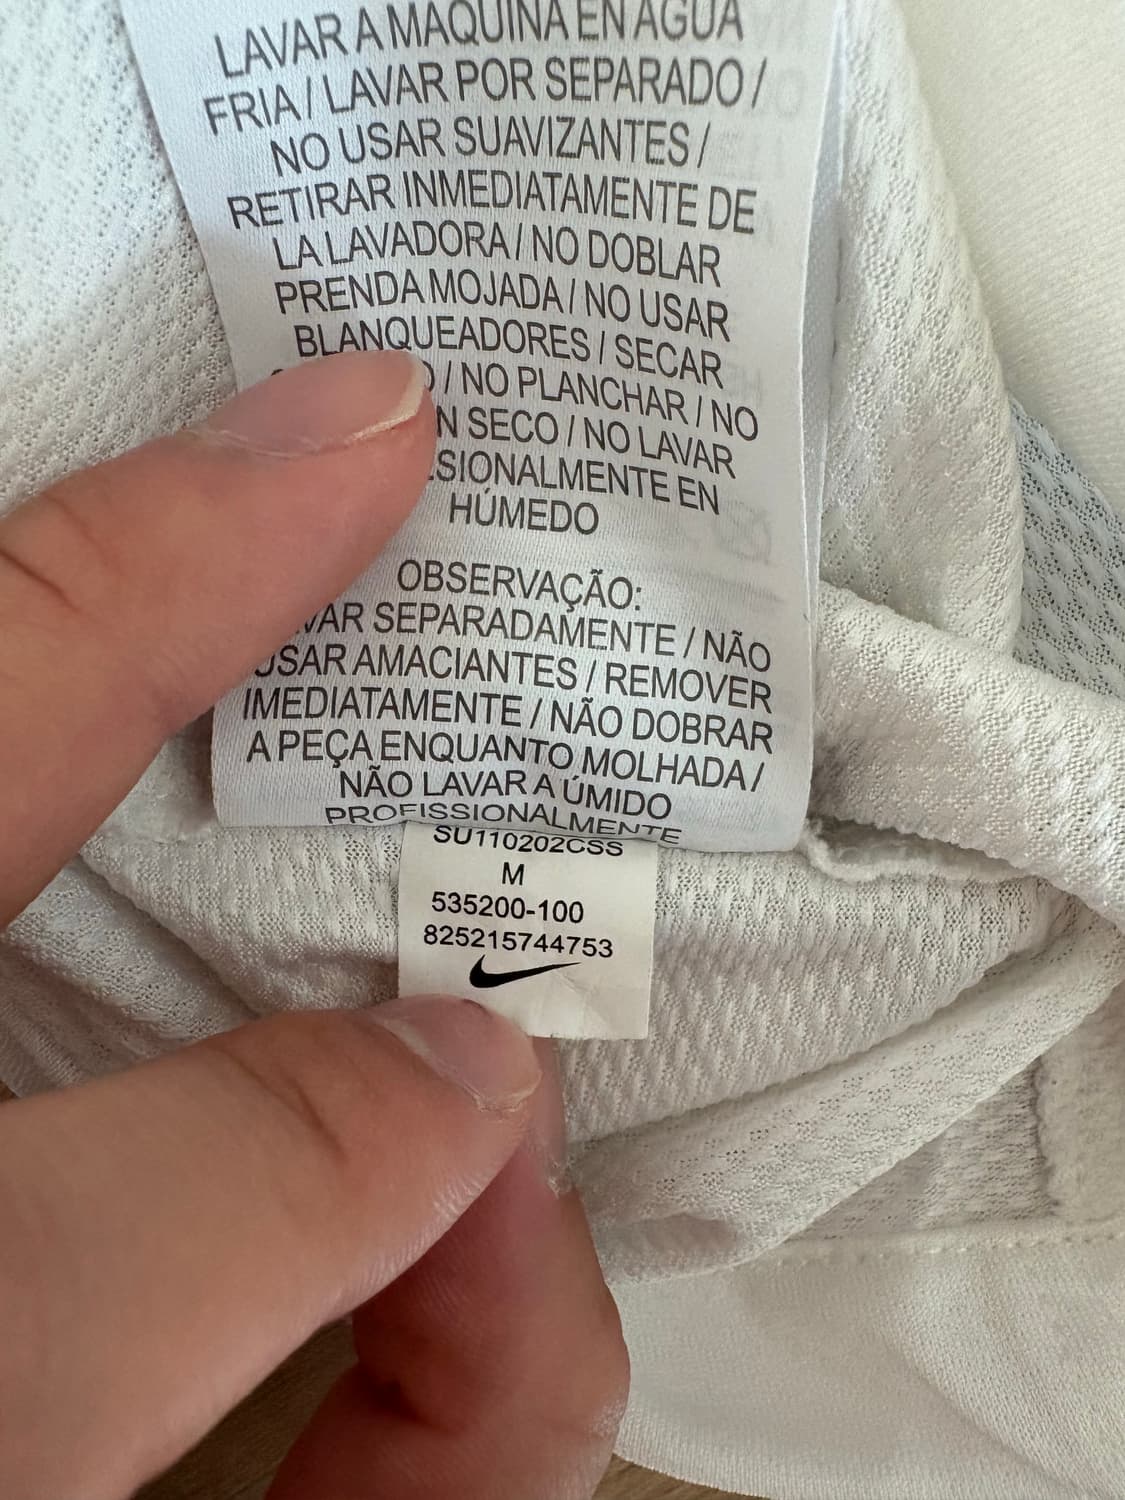 LAVAR A MAQUINA EN AGUA
FRIA / LAVAR POR SEPARADO /
NO USAR SUAVIZANTES /
RETIRAR INMEDIATAMENTE DE
LA LAVADORA / NO DOBLAR
PRENDA MOJADA / NO USAR
BLANQUEADORES / SECAR
/ NO PLANCHAR / NO
SECO / NO LAVAR
EN
HÚMEDO
OBSERVAÇÃO:
SEPARADAMENTE / NÃO
USAR AMACIANTES / REMOVER
IMEDIATAMENTE / NÃO DOBRAR
A PEÇA ENQUANTO MOLHADA /
NÃO LAVAR A ÚMIDO
PROFISSIONALMENTE
SU110202CSS
M
535200-100
825215744753